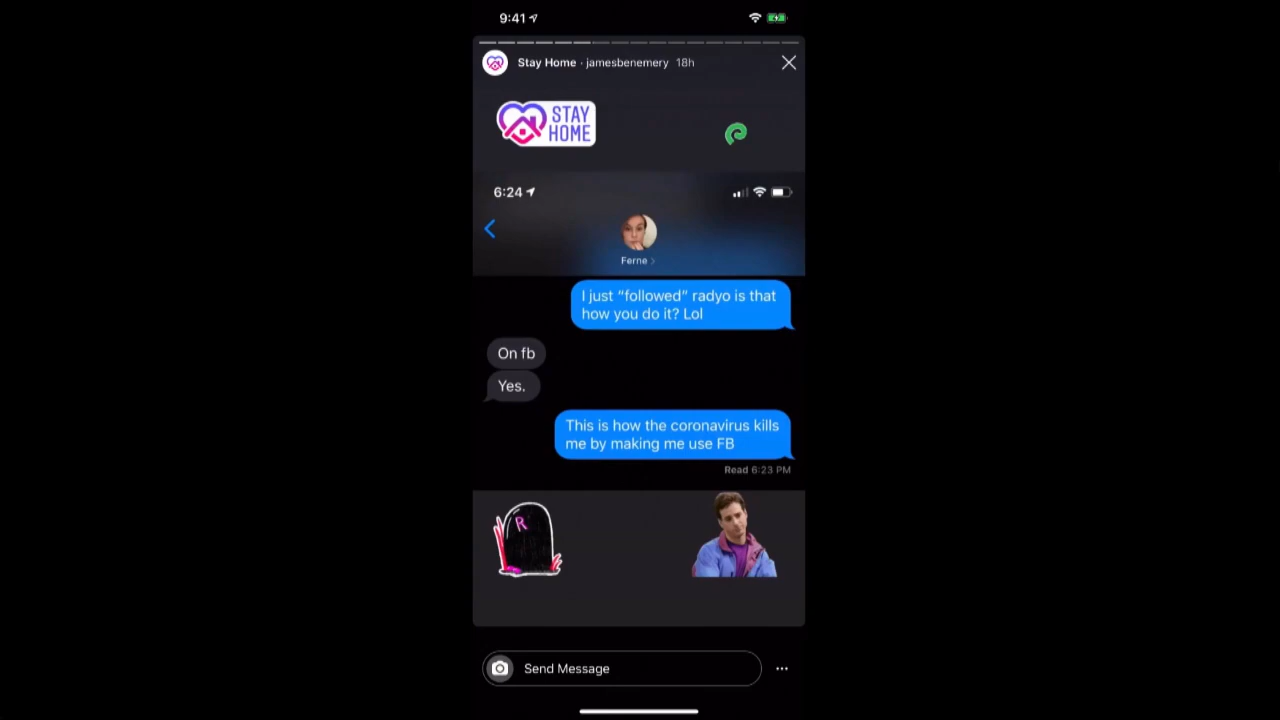 9:41
Stay Home · jamesbenemery 18h
STAY
HOME
6:24
Ferne
I just “followed” radyo is that
how you do it? Lol
On fb
Yes.
This is how the coronavirus kills
me by making me use FB
Read 6:23 PM
R
Send Message